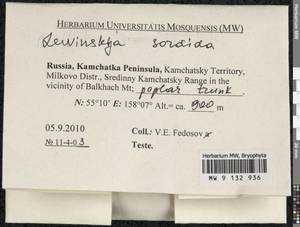 HERBARIUM UNIVERSITATIS MOSQUENSIS (MW)
Lewinskya sordida
Russia, Kamchatka Peninsula, Kamchatsky Territory,
Milkovo Distr., Sredinny Kamchatsky Range in the
vicinity of Balkhach Mt; poplar trunk
N: 55°10' E: 158°07' Alt= ca. 900 m
05.9.2010
Coll.: V.E. Fedosov
№ 11-4-03
Teste.
Herbarium MW, Bryophyta
MW 9 132 936